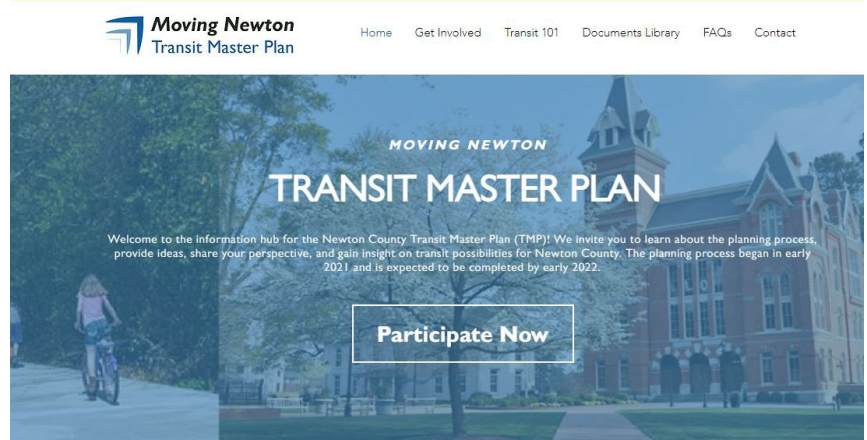 Moving Newton
Transit Master Plan
Home Get Involved Transit 101 Documents Library FAQs Contact
MOVING NEWTON
TRANSIT MASTER PLAN
Welcome to the information hub for the Newton County Transit Master Plan (TMP)! We invite you to learn about the planning process,
provide ideas, share your perspective, and gain insight on transit possibilities for Newton County. The planning process began in early
2021 and is expected to be completed by early 2022.
Participate Now